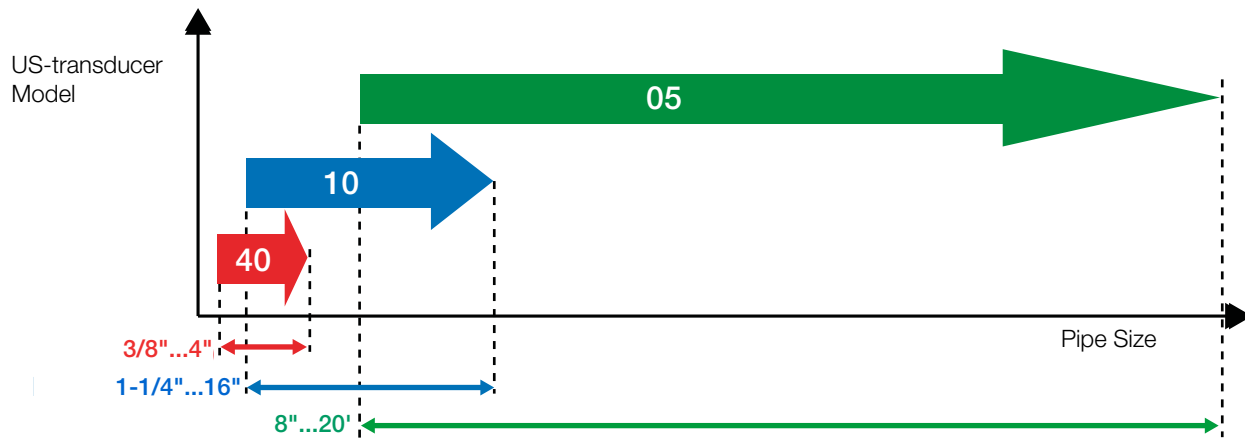 US-transducer
Model
05
10
40
Pipe Size
3/8"...4"
1-1/4"...16"
8"...20'